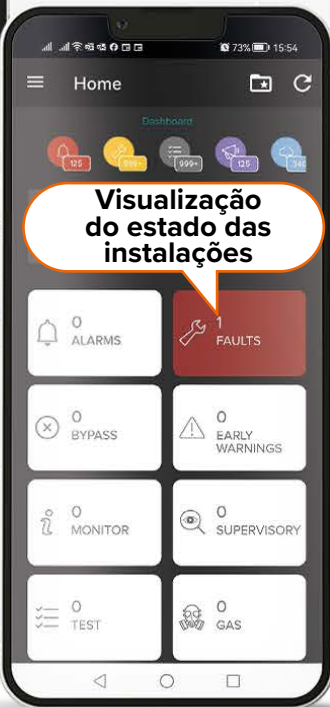 73% 15:54
Home
Dashboard
125 999+ 999+ 125 340
Visualização
do estado das
instalações
0
ALARMS
1
FAULTS
0
BYPASS
0
EARLY
WARNINGS
0
MONITOR
0
SUPERVISORY
0
TEST
0
GAS